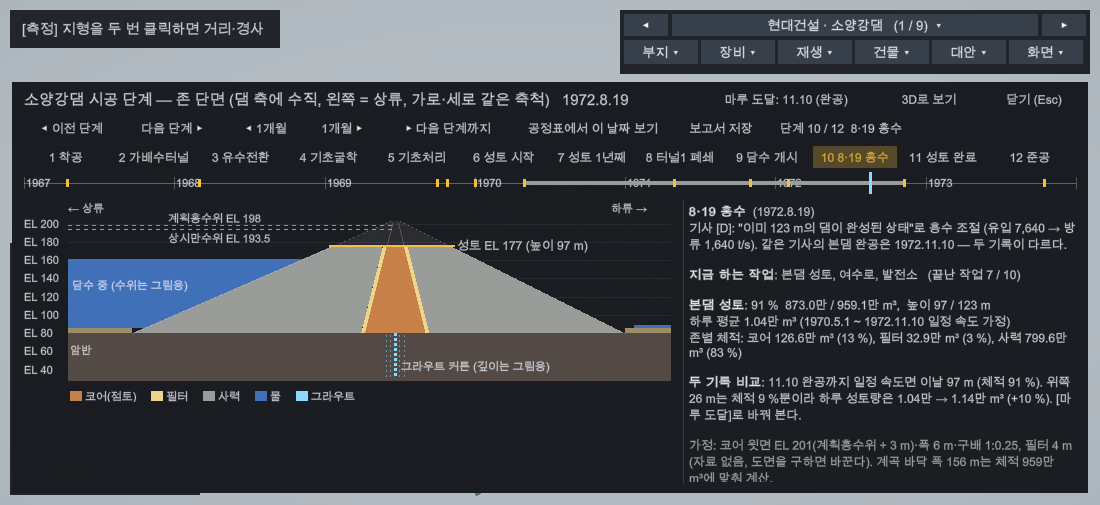 [측정] 지형을 두 번 클릭하면 거리·경사
◂ 현대건설 · 소양강댐 (1 / 9) ▾ ▸
부지 ▾ 장비 ▾ 재생 ▾ 건물 ▾ 대안 ▾ 화면 ▾
소양강댐 시공 단계 — 존 단면 (댐 축에 수직, 왼쪽 = 상류, 가로·세로 같은 축척) 1972.8.19 마루 도달: 11.10 (완공) 3D로 보기 닫기 (Esc)
◂ 이전 단계 다음 단계 ▸ ◂ 1개월 1개월 ▸ ▸ 다음 단계까지 공정표에서 이 날짜 보기 보고서 저장 단계 10 / 12 8·19 홍수
1 착공 2 가배수터널 3 유수전환 4 기초굴착 5 기초처리 6 성토 시작 7 성토 1년째 8 터널1 폐쇄 9 담수 개시 10 8·19 홍수 11 성토 완료 12 준공
1967 1968 1969 1970 1971 1972 1973
← 상류 하류 →
EL 200 계획홍수위 EL 198
EL 180 상시만수위 EL 193.5 성토 EL 177 (높이 97 m)
EL 160
EL 140 담수 중 (수위는 그림용)
EL 120
EL 100
EL 80
EL 60 암반
EL 40 그라우트 커튼 (깊이는 그림용)
코어(점토) 필터 사력 물 그라우트
8·19 홍수 (1972.8.19)
기사 [D]: "이미 123 m의 댐이 완성된 상태"로 홍수 조절 (유입 7,640 → 방
류 1,640 t/s). 같은 기사의 본댐 완공은 1972.11.10 — 두 기록이 다르다.
지금 하는 작업: 본댐 성토, 여수로, 발전소 (끝난 작업 7 / 10)
본댐 성토: 91 % 873.0만 / 959.1만 m³, 높이 97 / 123 m
하루 평균 1.04만 m³ (1970.5.1 ~ 1972.11.10 일정 속도 가정)
존별 체적: 코어 126.6만 m³ (13 %), 필터 32.9만 m³ (3 %), 사력 799.6만
m³ (83 %)
두 기록 비교: 11.10 완공까지 일정 속도면 이날 97 m (체적 91 %). 위쪽
26 m는 체적 9 %뿐이라 하루 성토량은 1.04만 → 1.14만 m³ (+10 %). [마
루 도달]로 바꿔 본다.
가정: 코어 윗면 EL 201(계획홍수위 + 3 m)·폭 6 m·구배 1:0.25, 필터 4 m
(자료 없음, 도면을 구하면 바꾼다). 계곡 바닥 폭 156 m는 체적 959만
m³에 맞춰 계산.